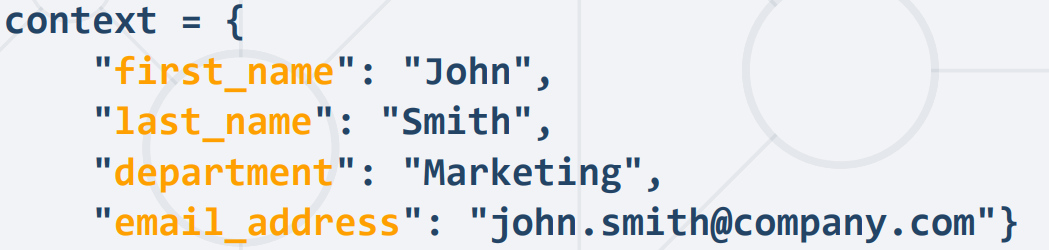 context = {
    "first_name": "John",
    "last_name": "Smith",
    "department": "Marketing",
    "email_address": "john.smith@company.com"}